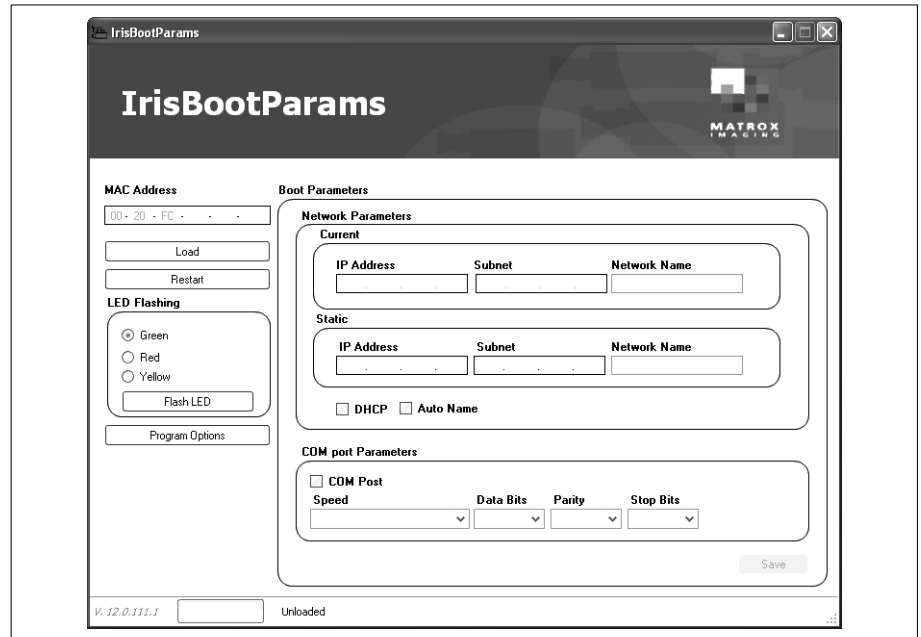 IrisBootParams
IrisBootParams
MATROX
IMAGING
MAC Address
00 - 20 - FC - - -
Load
Restart
LED Flashing
Green
Red
Yellow
Flash LED
Program Options
Boot Parameters
Network Parameters
Current
IP Address Subnet Network Name
. . . . . .
Static
IP Address Subnet Network Name
. . . . . .
DHCP Auto Name
COM port Parameters
COM Post
Speed Data Bits Parity Stop Bits
Save
V. 12.0.111.1 Unloaded